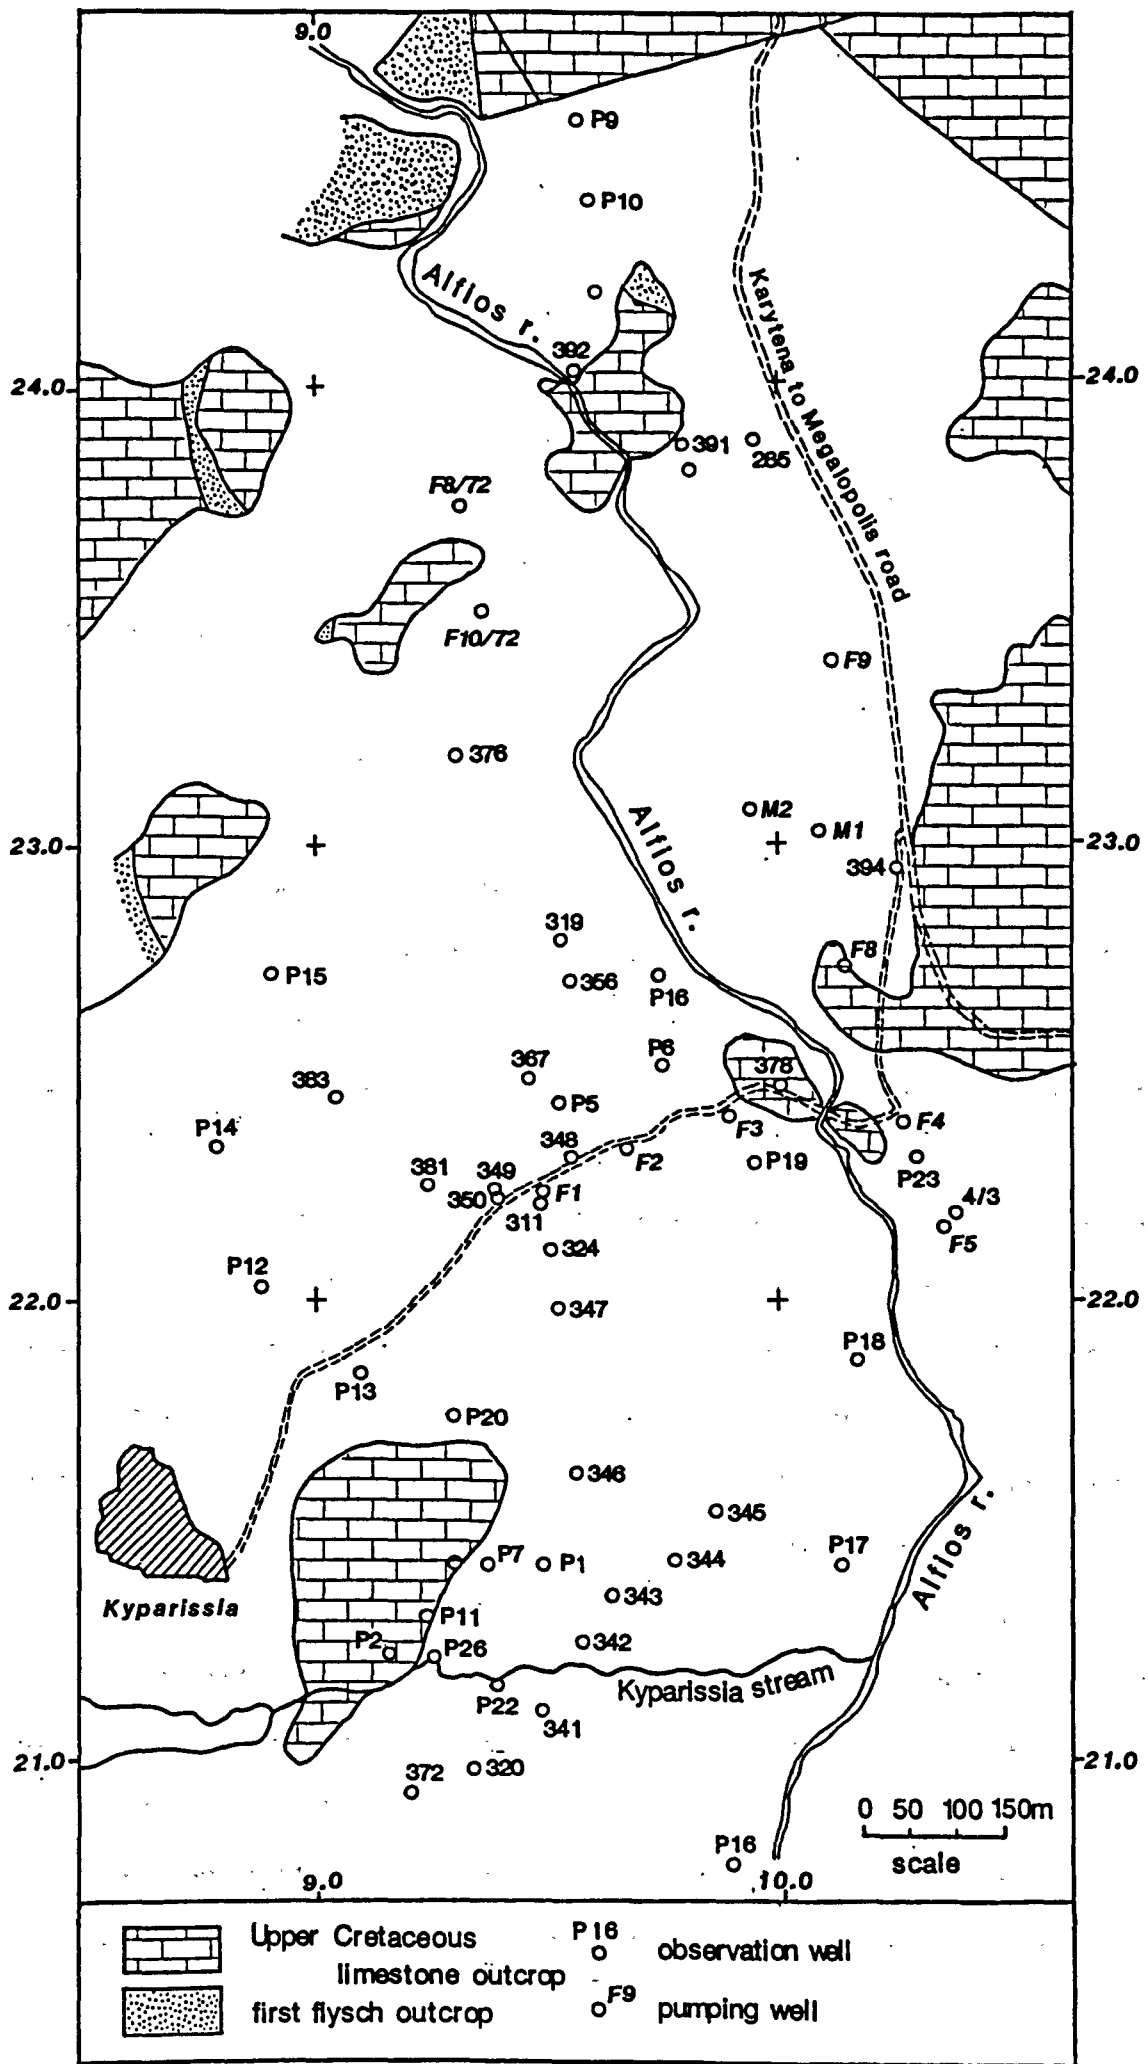 9.0
P9
P10
Alfios r.
392
24.0
24.0
Karytena to Megalopolis road
391
285
F8/72
F10/72
F9
376
M2
M1
Alfios r.
23.0
23.0
394
319
F8
P15
356
P16
P6
367
378
383
P5
P14
F3
F4
348
F2
381
349
P19
P23
350
F1
311
4/3
324
F5
P12
22.0
22.0
347
P18
P13
P20
346
345
Alfios r.
P7
P1
344
P17
343
Kyparissia
P11
P2
P26
342
Kyparissia stream
P22
341
21.0
21.0
372
320
0 50 100 150m
scale
P16
9.0
10.0
Upper Cretaceous
limestone outcrop
P16
observation well
first flysch outcrop
F9
pumping well